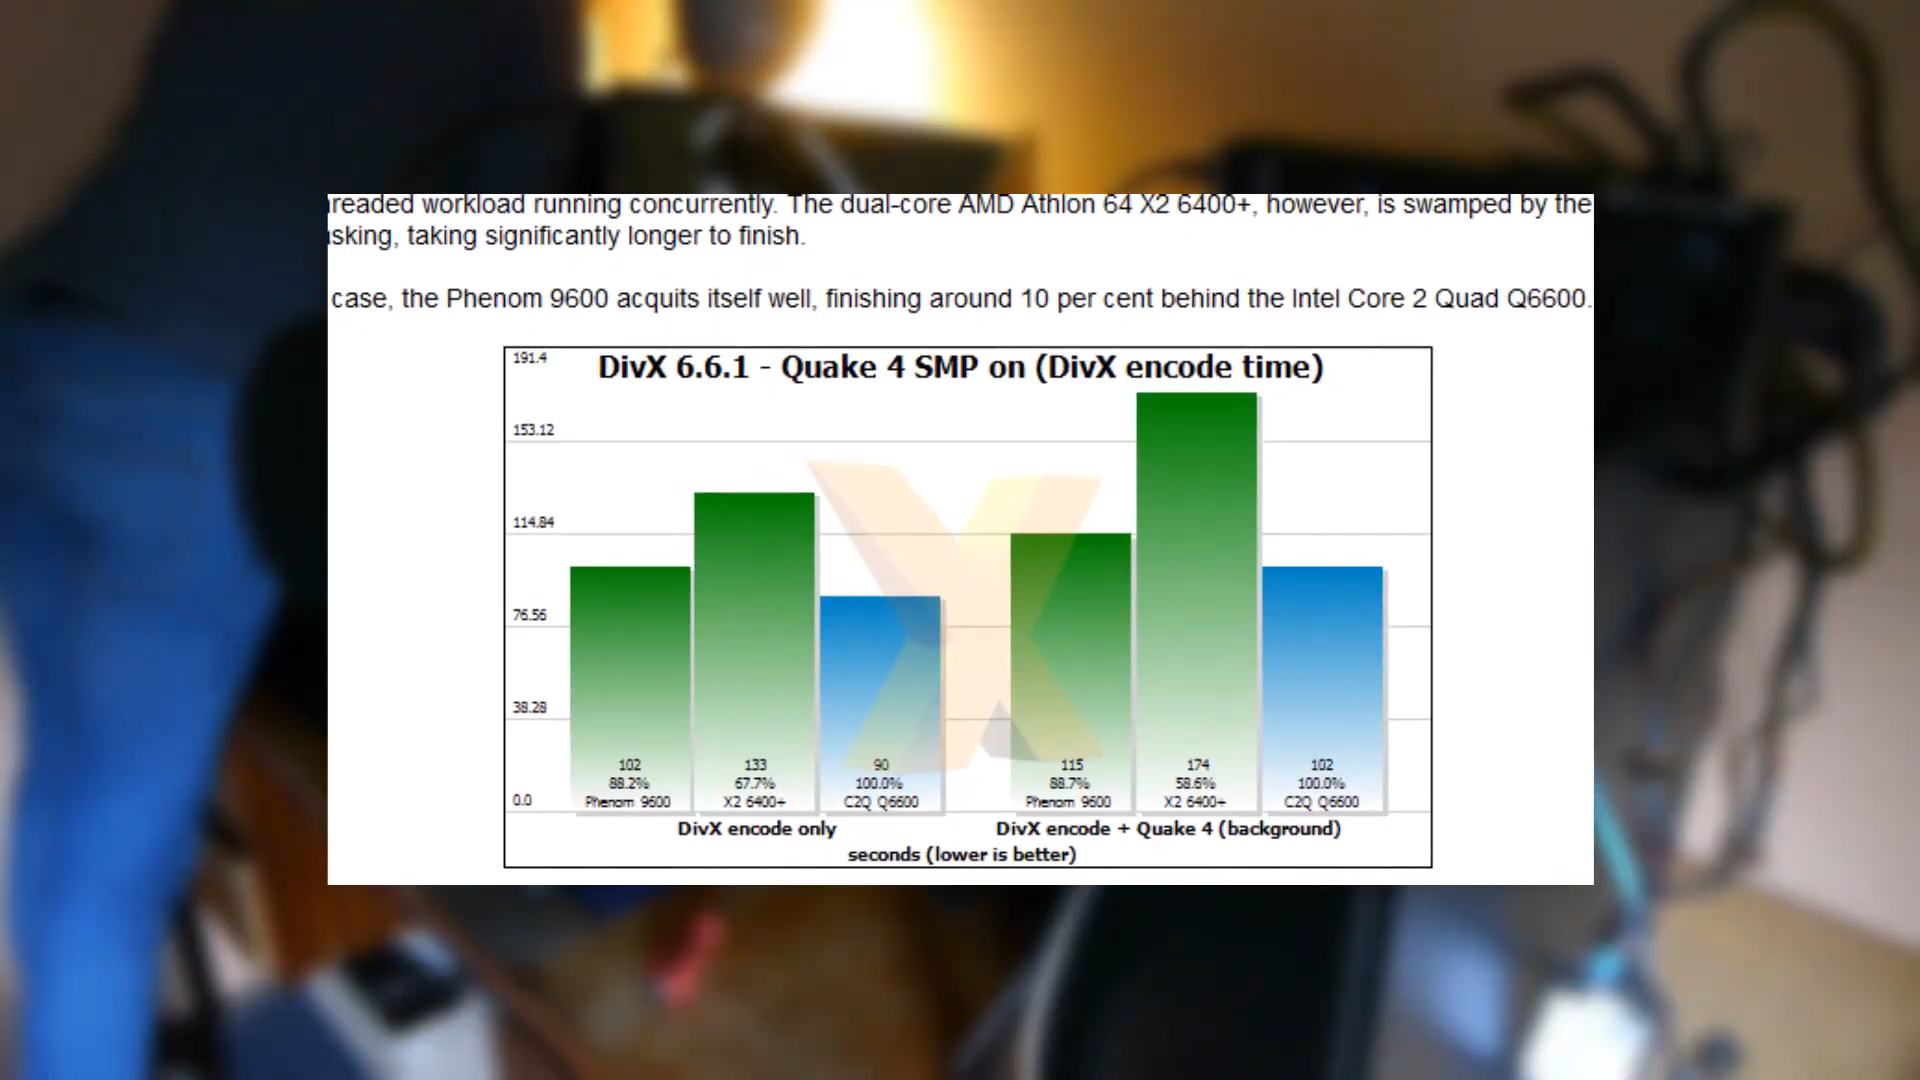 readed workload running concurrently. The dual-core AMD Athlon 64 X2 6400+, however, is swamped by the
sking, taking significantly longer to finish.
case, the Phenom 9600 acquits itself well, finishing around 10 per cent behind the Intel Core 2 Quad Q6600.
DivX 6.6.1 - Quake 4 SMP on (DivX encode time)
191.4
153.12
114.84
76.56
38.28
0.0
102 133 90 115 174 102
88.2% 67.7% 100.0% 88.7% 58.6% 100.0%
Phenom 9600 X2 6400+ C2Q Q6600 Phenom 9600 X2 6400+ C2Q Q6600
DivX encode only DivX encode + Quake 4 (background)
seconds (lower is better)